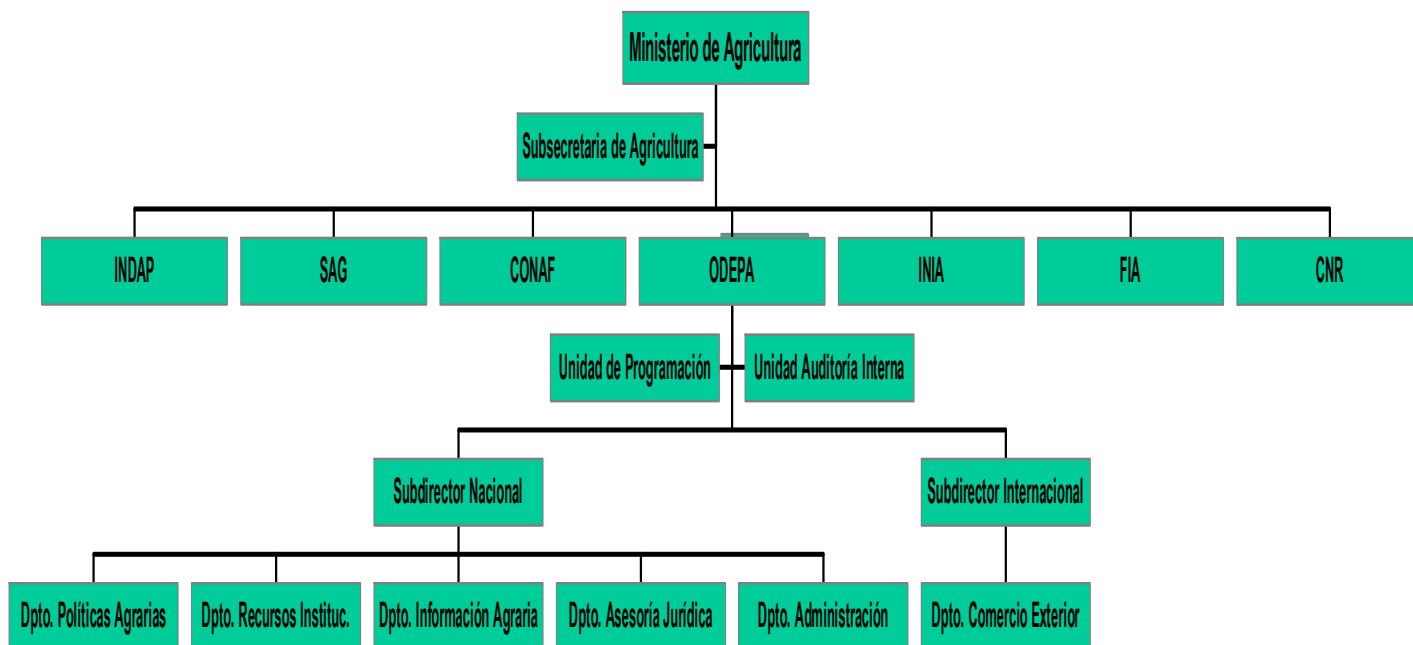 Ministerio de Agricultura
Subsecretaria de Agricultura
INDAP
SAG
CONAF
ODEPA
INIA
FIA
CNR
Unidad de Programación
Unidad Auditoría Interna
Subdirector Nacional
Subdirector Internacional
Dpto. Políticas Agrarias
Dpto. Recursos Instituc.
Dpto. Información Agraria
Dpto. Asesoría Jurídica
Dpto. Administración
Dpto. Comercio Exterior